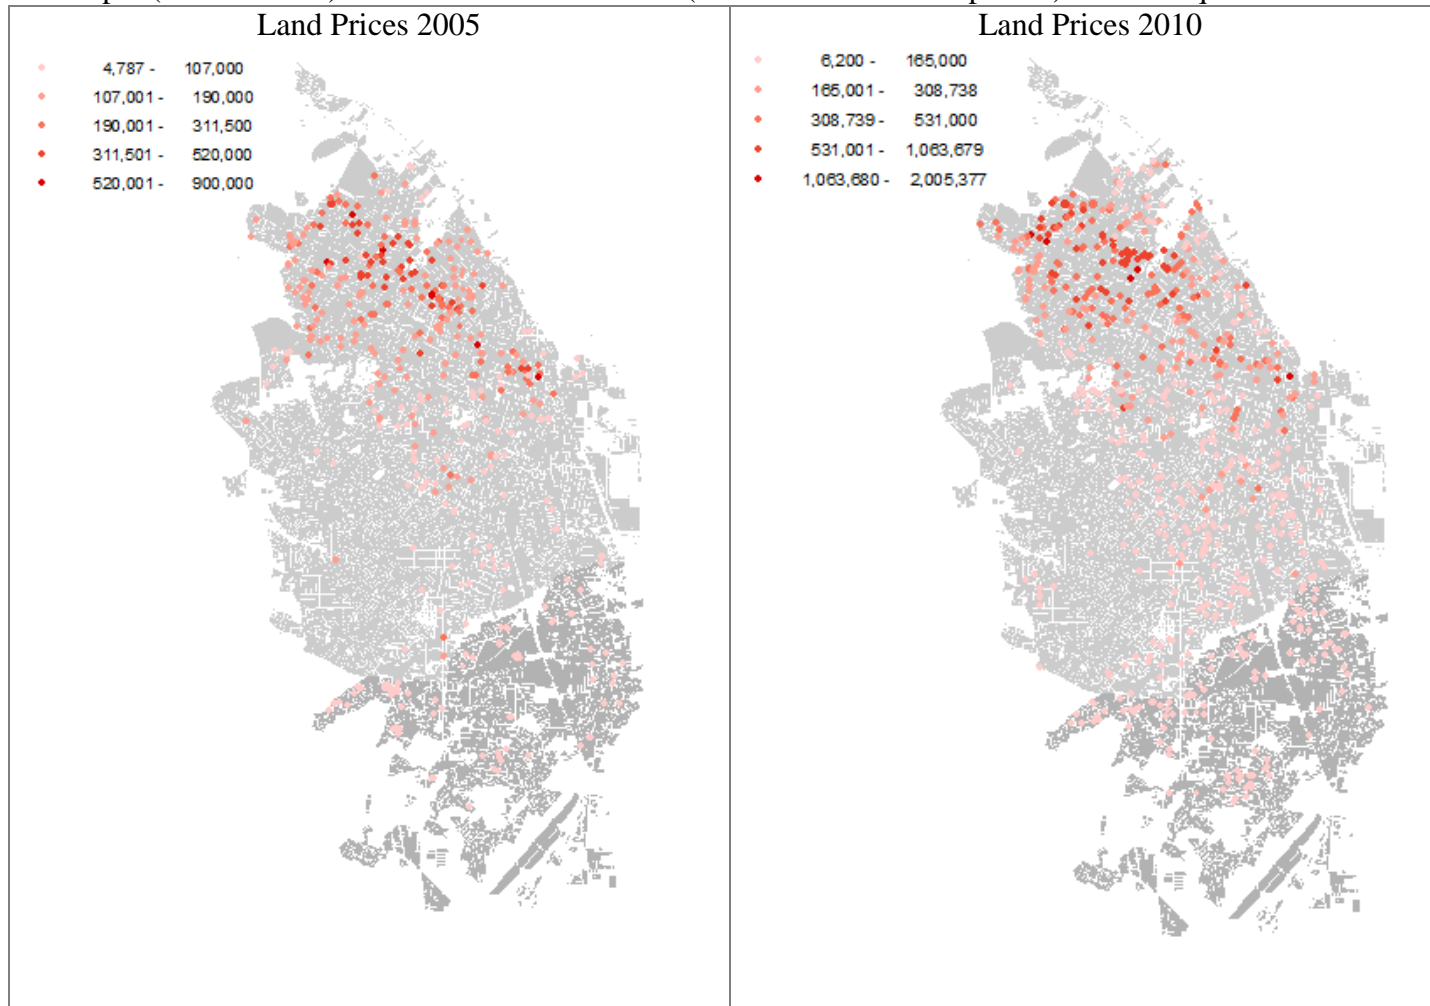 Land Prices 2005
4,787 - 107,000
107,001 - 190,000
190,001 - 311,500
311,501 - 520,000
520,001 - 900,000
Land Prices 2010
6,200 - 165,000
165,001 - 308,738
308,739 - 531,000
531,001 - 1,063,679
1,063,680 - 2,005,377